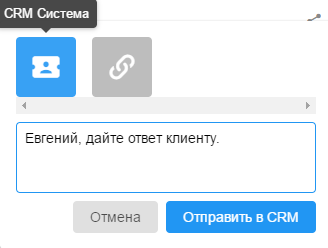 CRM Система
Евгений, дайте ответ клиенту.
Отмена
Отправить в CRM